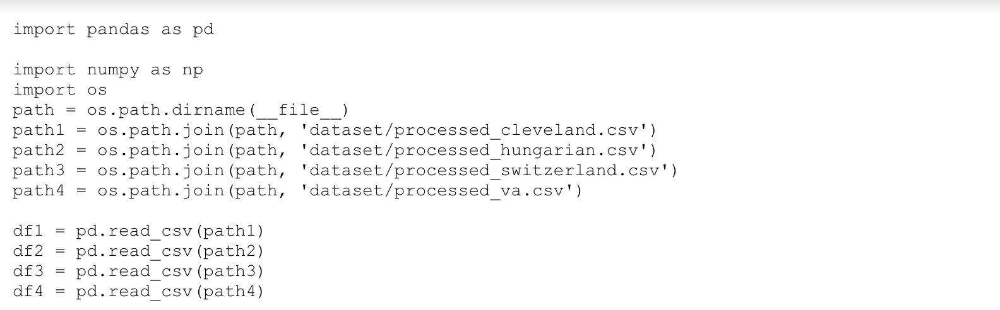 import pandas as pd
import numpy as np
import os
path = os.path.dirname(__file__)
path1 = os.path.join(path, 'dataset/processed_cleveland.csv')
path2 = os.path.join(path, 'dataset/processed_hungarian.csv')
path3 = os.path.join(path, 'dataset/processed_switzerland.csv')
path4 = os.path.join(path, 'dataset/processed_va.csv')
df1 = pd.read_csv(path1)
df2 = pd.read_csv(path2)
df3 = pd.read_csv(path3)
df4 = pd.read_csv(path4)